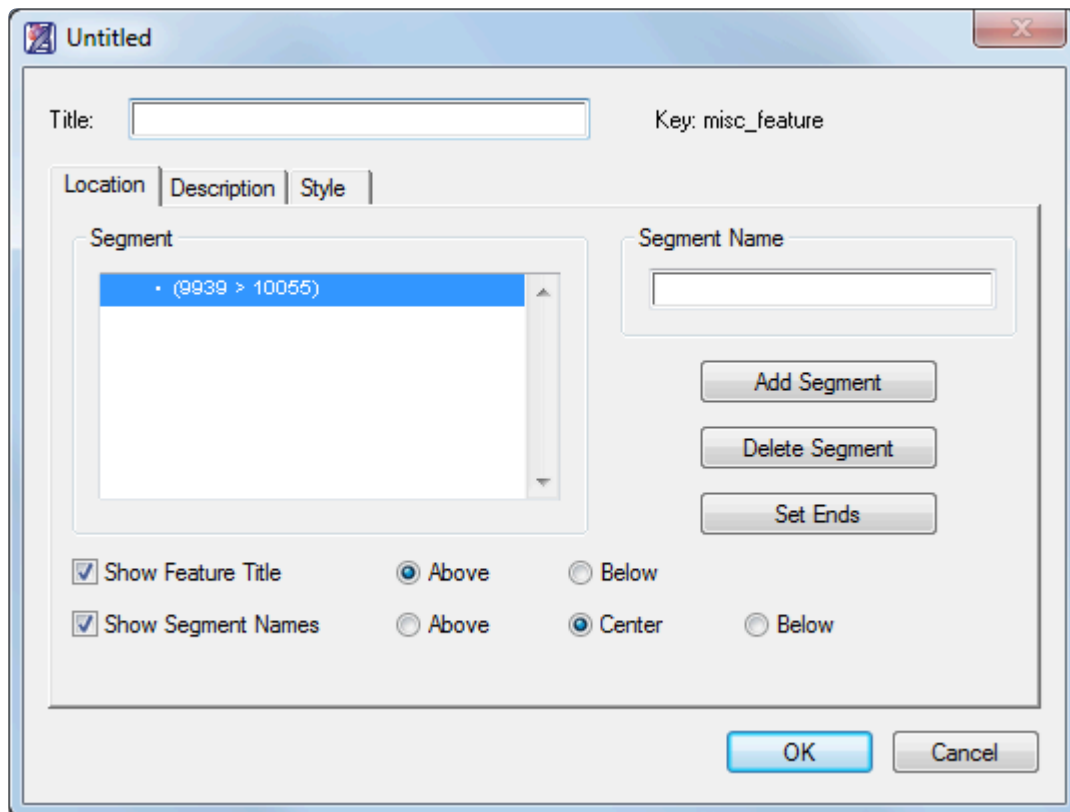 Untitled
X
Title: Key: misc_feature
Location Description Style
Segment Segment Name
• (9939 > 10055)
Add Segment
Delete Segment
Set Ends
Show Feature Title Above Below
Show Segment Names Above Center Below
OK Cancel